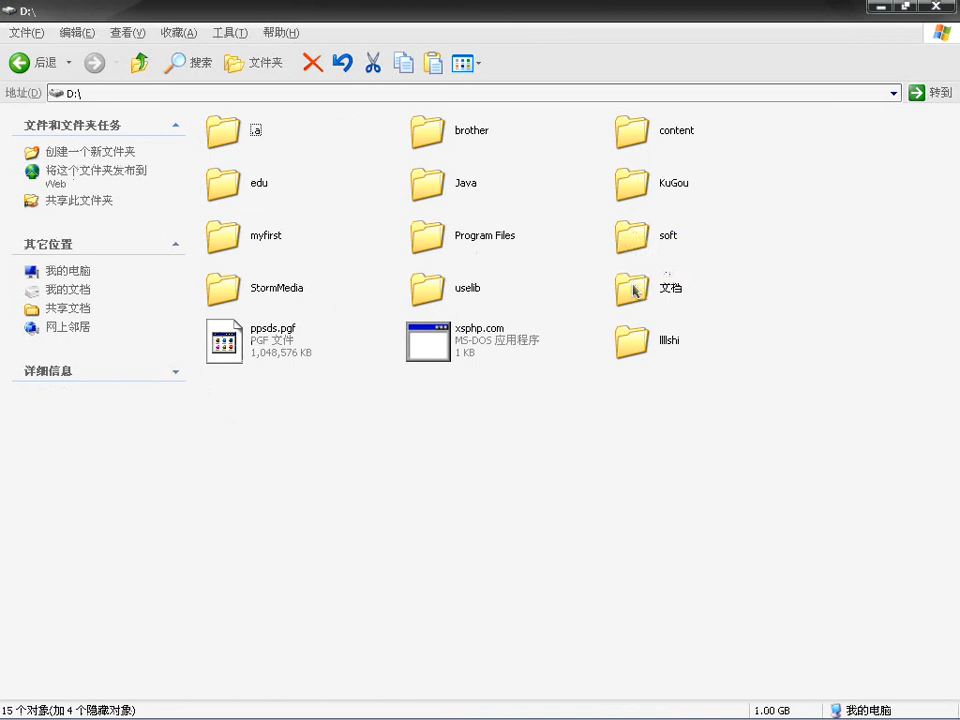 D:\
文件(F) 编辑(E) 查看(V) 收藏(A) 工具(T) 帮助(H)
后退 搜索 文件夹
地址(D) D:\ 转到
文件和文件夹任务
创建一个新文件夹
将这个文件夹发布到
Web
共享此文件夹
其它位置
我的电脑
我的文档
共享文档
网上邻居
详细信息
.a brother content
edu Java KuGou
myfirst Program Files soft
StormMedia uselib 文档
ppsds.pgf
PGF 文件
1,048,576 KB
xsphp.com
MS-DOS 应用程序
1 KB
llllshi
15 个对象(加 4 个隐藏对象) 1.00 GB 我的电脑